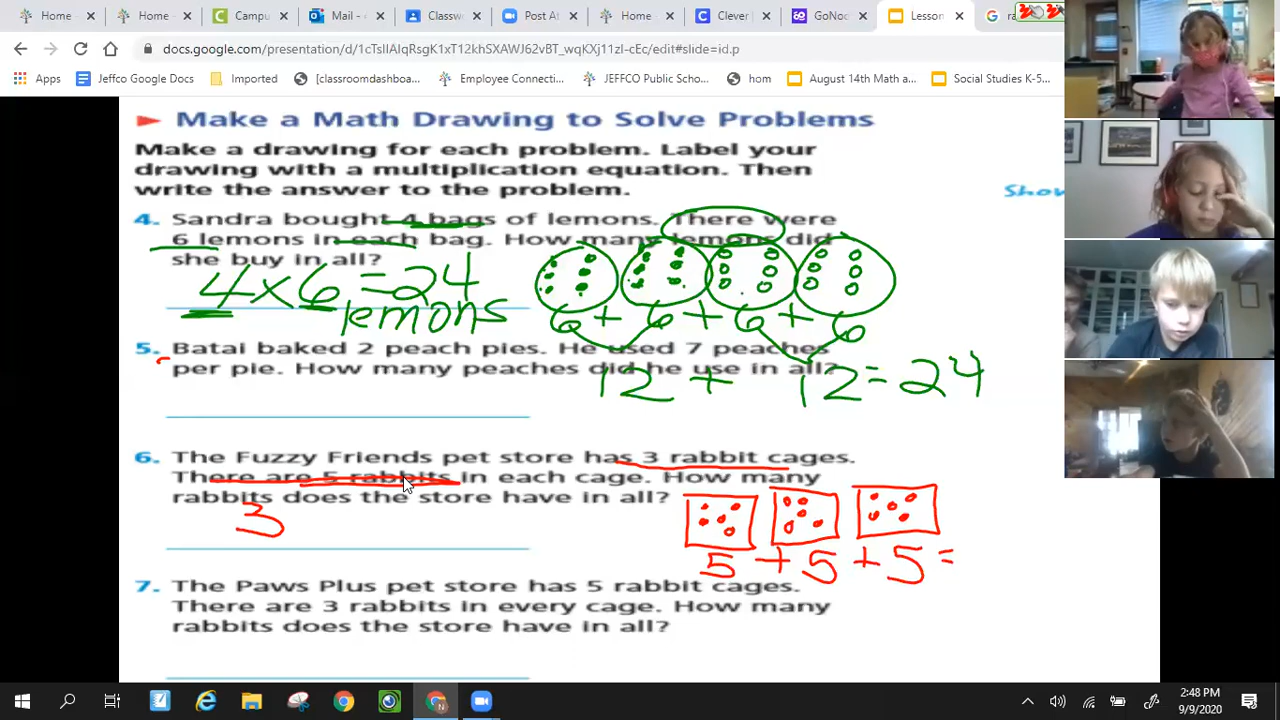 Home -
Home -
Campu
Mail
Classw
Post At
Home
Clever
GoNoo
Lesson
docs.google.com/presentation/d/
/edit#slide=id.p
Apps
Jeffco Google Docs
Imported
[classroomdashboa...
Employee Connecti...
JEFFCO Public Scho...
hom
August 14th Math a...
Social Studies K-5...
Make a Math Drawing to Solve Problems
Make a drawing for each problem. Label your
drawing with a multiplication equation. Then
write the answer to the problem.
Show
4. Sandra bought 4 bags of lemons. There were
6 lemons in each bag. How many lemons did
she buy in all?
4×6=24
lemons
6+6+6+6
12 + 12=24
5. Batai baked 2 peach pies. He used 7 peaches
per pie. How many peaches did he use in all?
6. The Fuzzy Friends pet store has 3 rabbit cages.
There are 5 rabbits in each cage. How many
rabbits does the store have in all?
3
5+5+5=
7. The Paws Plus pet store has 5 rabbit cages.
There are 3 rabbits in every cage. How many
rabbits does the store have in all?
2:48 PM
9/9/2020